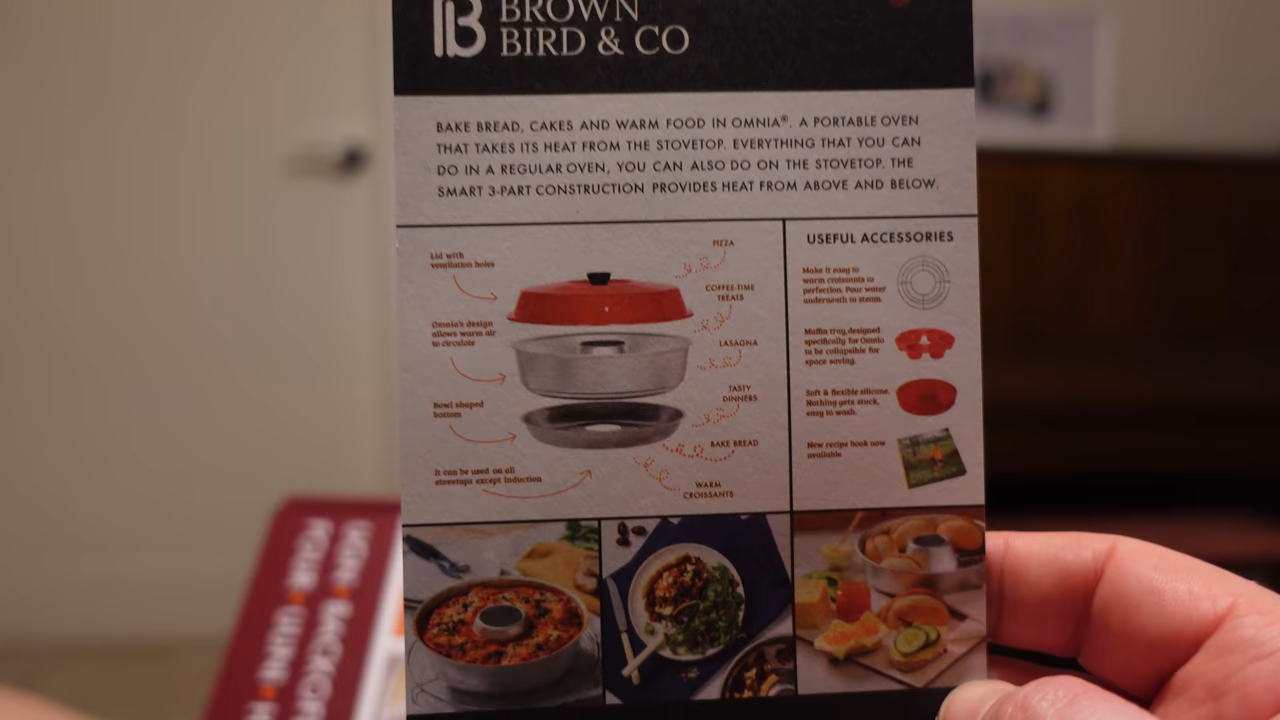 BROWN
BIRD & CO
BAKE BREAD, CAKES AND WARM FOOD IN OMNIA®. A PORTABLE OVEN
THAT TAKES ITS HEAT FROM THE STOVETOP. EVERYTHING THAT YOU CAN
DO IN A REGULAR OVEN, YOU CAN ALSO DO ON THE STOVETOP. THE
SMART 3-PART CONSTRUCTION PROVIDES HEAT FROM ABOVE AND BELOW.
Lid with
ventilation holes
Omnia's design
allows warm air
to circulate
Bowl shaped
bottom
It can be used on all
stovetops except induction
PIZZA
COFFEE-TIME
TREATS
LASAGNA
TASTY
DINNERS
BAKE BREAD
WARM
CROISSANTS
USEFUL ACCESSORIES
Make it easy to
warm croissants to
perfection. Pour water
underneath to steam.
Muffin tray, designed
specifically for Omnia
to be collapsible for
space saving.
Soft & flexible silicone.
Nothing gets stuck,
easy to wash.
New recipe book now
available